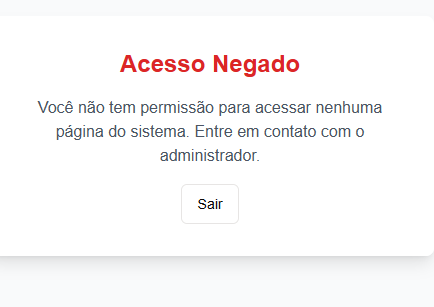 Acesso Negado
Você não tem permissão para acessar nenhuma
página do sistema. Entre em contato com o
administrador.
Sair